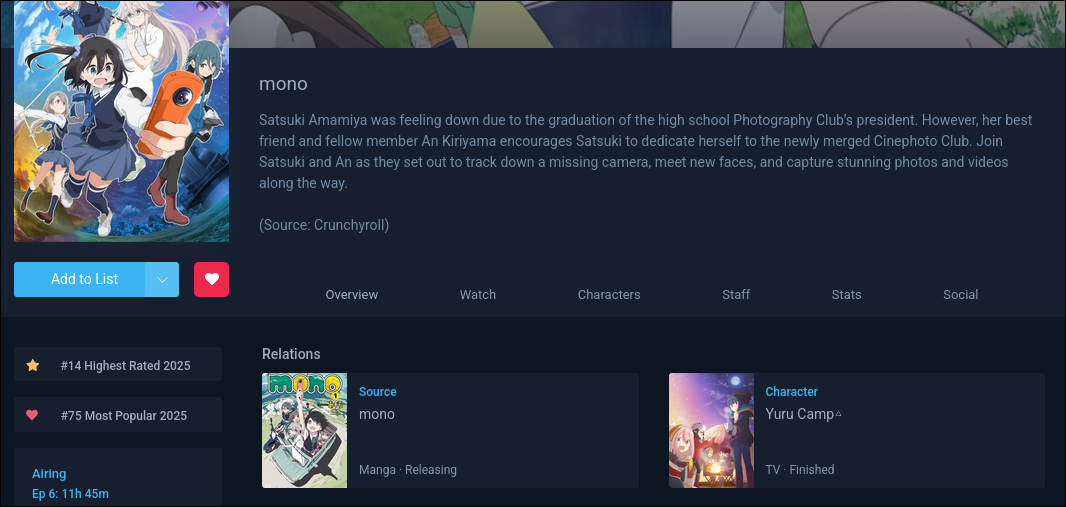 mono
Satsuki Amamiya was feeling down due to the graduation of the high school Photography Club's president. However, her best
friend and fellow member An Kiriyama encourages Satsuki to dedicate herself to the newly merged Cinephoto Club. Join
Satsuki and An as they set out to track down a missing camera, meet new faces, and capture stunning photos and videos
along the way.
(Source: Crunchyroll)
Add to List
Overview Watch Characters Staff Stats Social
#14 Highest Rated 2025
#75 Most Popular 2025
Airing
Ep 6: 11h 45m
Relations
mono
1
Source
mono
Manga · Releasing
Character
Yuru Camp△
TV · Finished